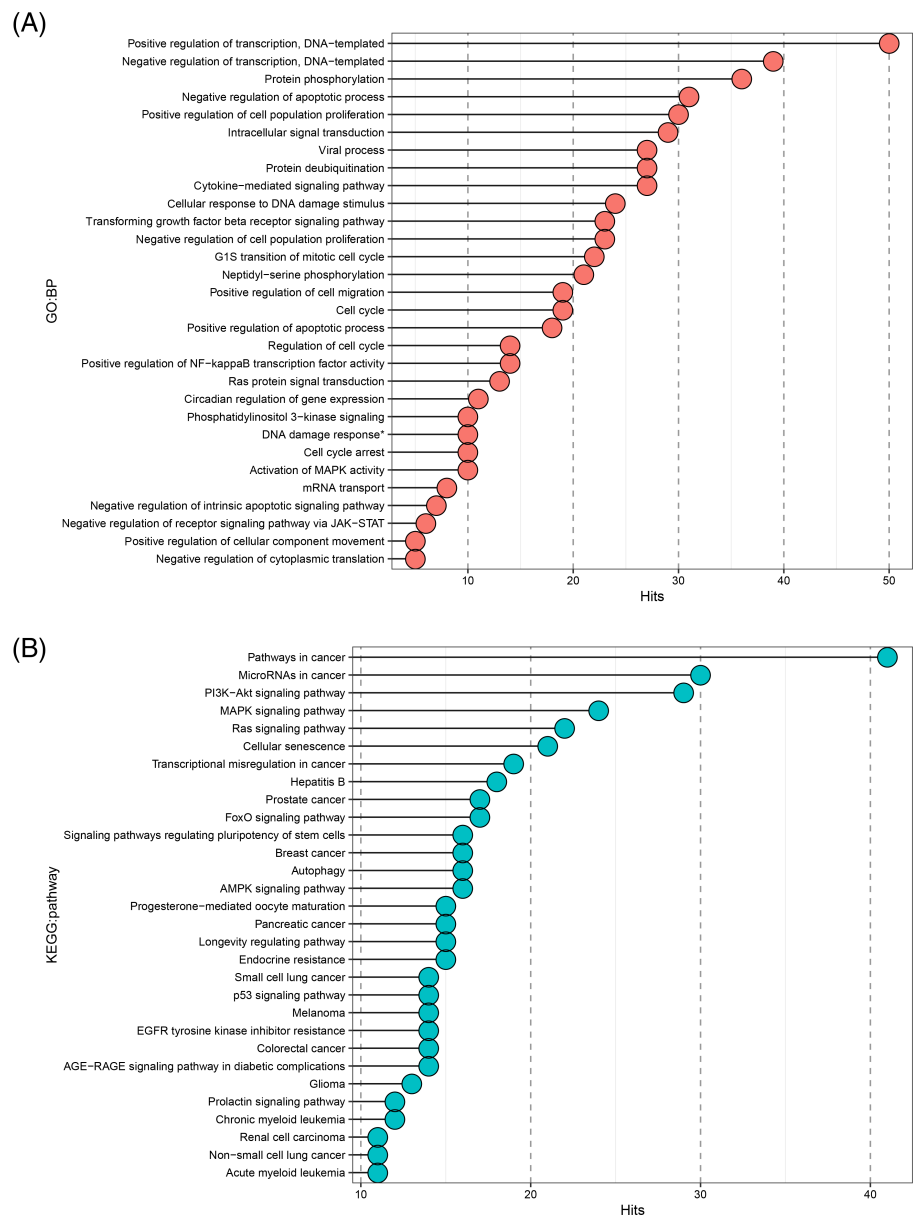 (A)
Positive regulation of transcription, DNA−templated
Negative regulation of transcription, DNA−templated
Protein phosphorylation
Negative regulation of apoptotic process
Positive regulation of cell population proliferation
Intracellular signal transduction
Viral process
Protein deubiquitination
Cytokine−mediated signaling pathway
Cellular response to DNA damage stimulus
Transforming growth factor beta receptor signaling pathway
Negative regulation of cell population proliferation
G1S transition of mitotic cell cycle
Neptidyl−serine phosphorylation
Positive regulation of cell migration
Cell cycle
Positive regulation of apoptotic process
Regulation of cell cycle
Positive regulation of NF−kappaB transcription factor activity
Ras protein signal transduction
Circadian regulation of gene expression
Phosphatidylinositol 3−kinase signaling
DNA damage response*
Cell cycle arrest
Activation of MAPK activity
mRNA transport
Negative regulation of intrinsic apoptotic signaling pathway
Negative regulation of receptor signaling pathway via JAK−STAT
Positive regulation of cellular component movement
Negative regulation of cytoplasmic translation
GO:BP
10 20 30 40 50
Hits
(B)
Pathways in cancer
MicroRNAs in cancer
PI3K−Akt signaling pathway
MAPK signaling pathway
Ras signaling pathway
Cellular senescence
Transcriptional misregulation in cancer
Hepatitis B
Prostate cancer
FoxO signaling pathway
Signaling pathways regulating pluripotency of stem cells
Breast cancer
Autophagy
AMPK signaling pathway
Progesterone−mediated oocyte maturation
Pancreatic cancer
Longevity regulating pathway
Endocrine resistance
Small cell lung cancer
p53 signaling pathway
Melanoma
EGFR tyrosine kinase inhibitor resistance
Colorectal cancer
AGE−RAGE signaling pathway in diabetic complications
Glioma
Prolactin signaling pathway
Chronic myeloid leukemia
Renal cell carcinoma
Non−small cell lung cancer
Acute myeloid leukemia
KEGG:pathway
10 20 30 40
Hits